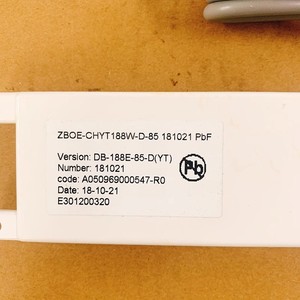 ZBOE-CHYT188W-D-85 181021 PbF
Version: DB-188E-85-D(YT)
Number: 181021
code: A050969000547-R0
Date: 18-10-21
E301200320
Pb